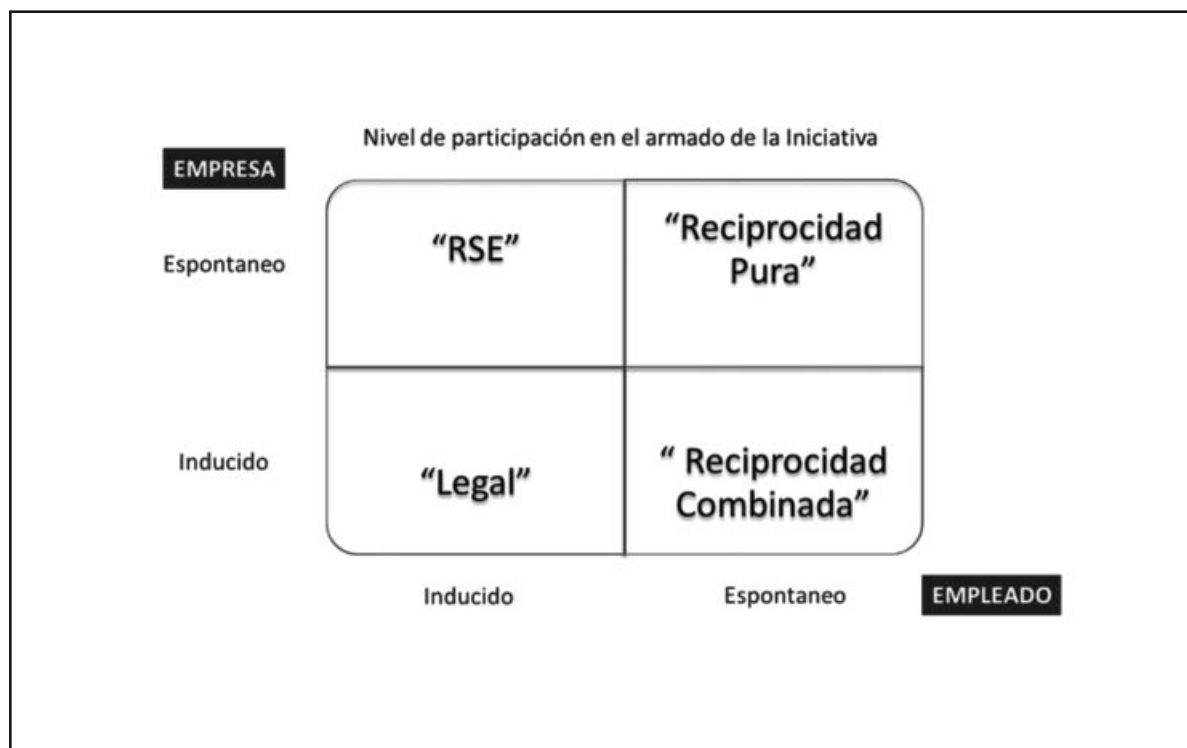 Nivel de participación en el armado de la Iniciativa
EMPRESA
“RSE”
“Reciprocidad
Pura”
Espontaneo
Inducido
“Legal”
“ Reciprocidad
Combinada”
Inducido
Espontaneo
EMPLEADO